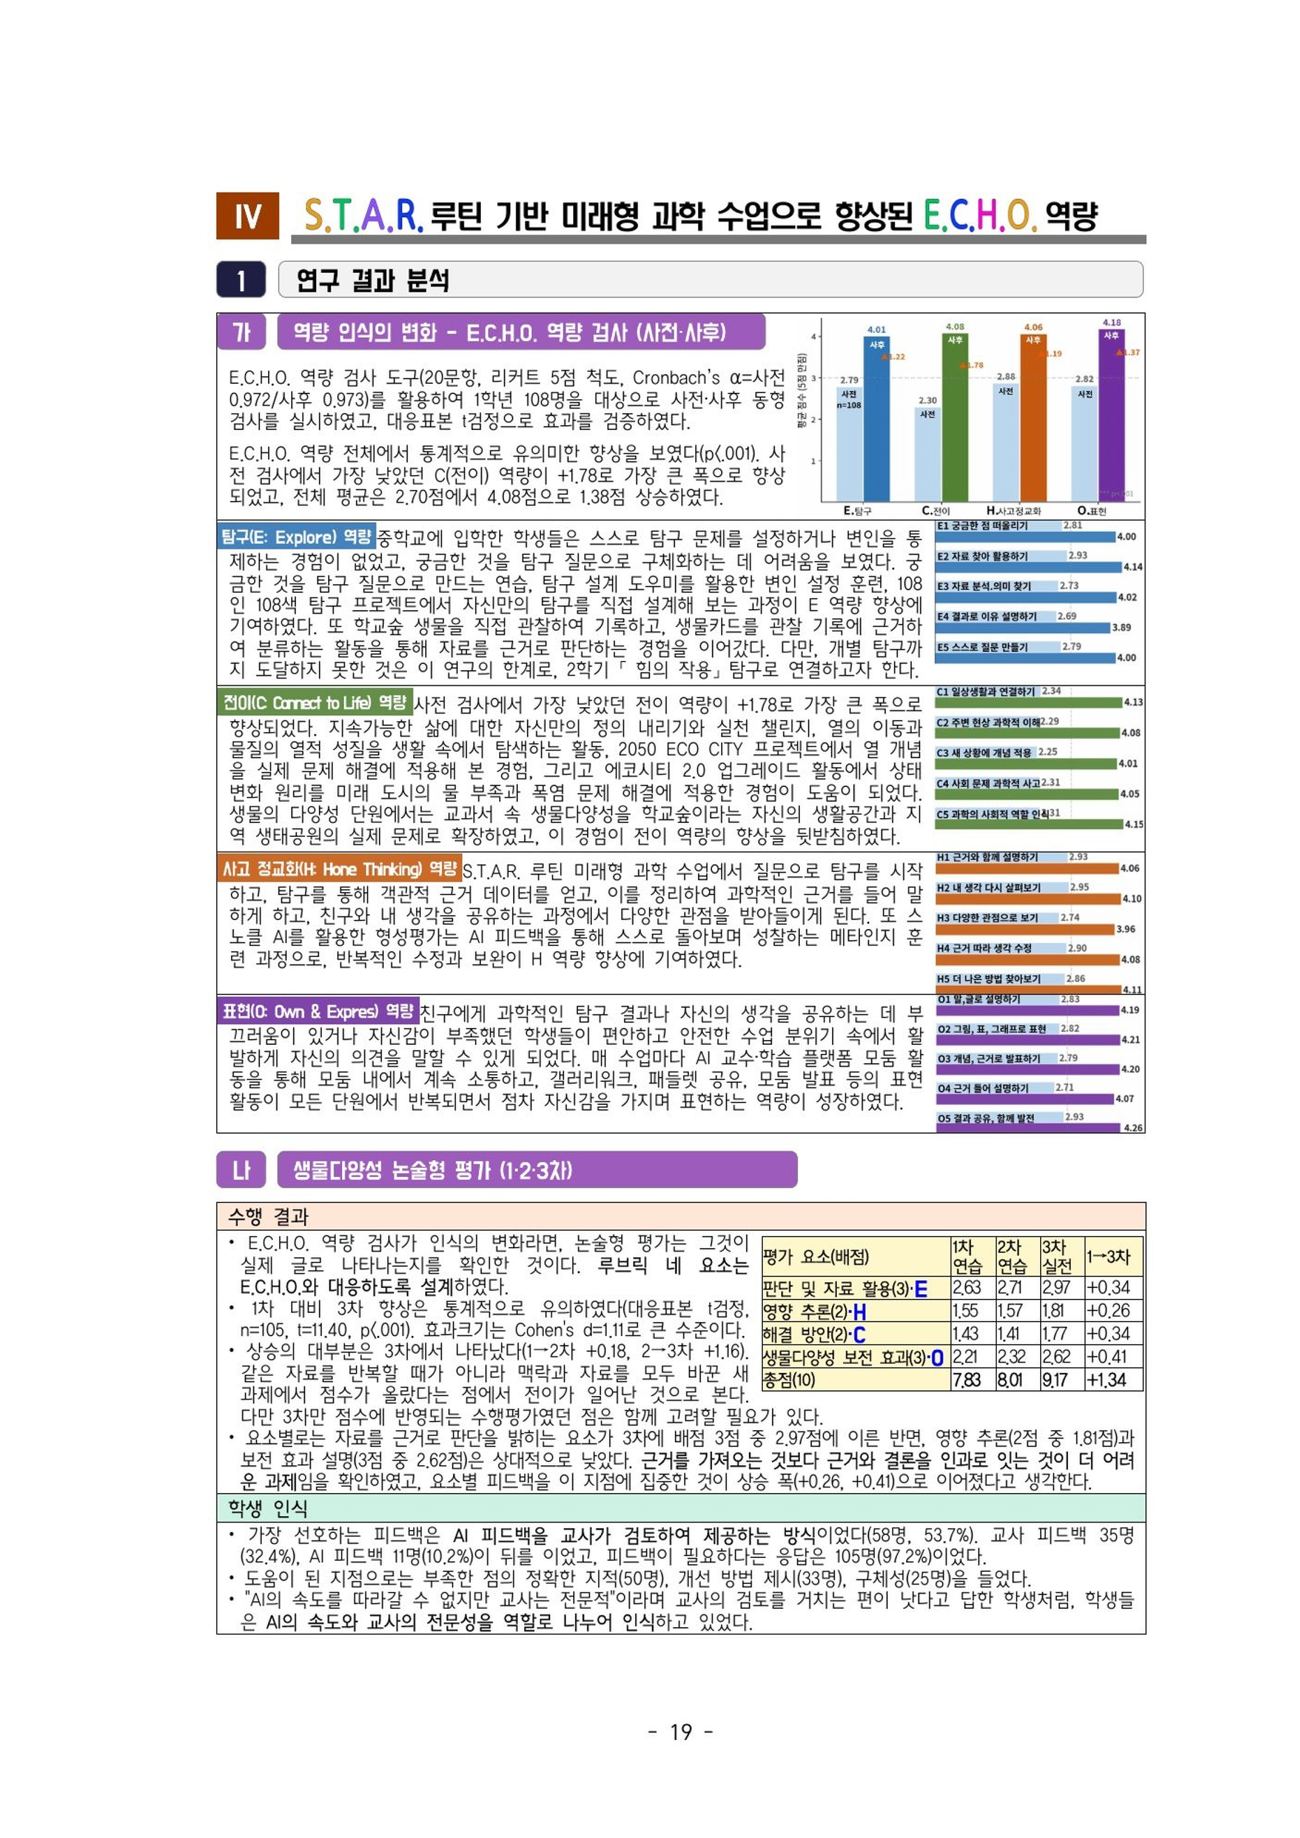 IV S.T.A.R. 루틴 기반 미래형 과학 수업으로 향상된 E.C.H.O. 역량
1 연구 결과 분석
가 역량 인식의 변화 - E.C.H.O. 역량 검사 (사전·사후)
E.C.H.O. 역량 검사 도구(20문항, 리커트 5점 척도, Cronbach's α=사전
0.972/사후 0.973)를 활용하여 1학년 108명을 대상으로 사전·사후 동형
검사를 실시하였고, 대응표본 t검정으로 효과를 검증하였다.
E.C.H.O. 역량 전체에서 통계적으로 유의미한 향상을 보였다(p<.001). 사
전 검사에서 가장 낮았던 C(전이) 역량이 +1.78로 가장 큰 폭으로 향상
되었고, 전체 평균은 2.70점에서 4.08점으로 1.38점 상승하였다.
평균 점수 (5점 만점)
4
3
2
1
2.79 사전 n=108 4.01 사후 ▲1.22
2.30 사전 4.08 사후 ▲1.78
2.88 사전 4.06 사후 ▲1.19
2.82 사전 4.18 사후 ▲1.37
E.탐구 C.전이 H.사고정교화 O.표현
탐구(E: Explore) 역량 중학교에 입학한 학생들은 스스로 탐구 문제를 설정하거나 변인을 통
제하는 경험이 없었고, 궁금한 것을 탐구 질문으로 구체화하는 데 어려움을 보였다. 궁
금한 것을 탐구 질문으로 만드는 연습, 탐구 설계 도우미를 활용한 변인 설정 훈련, 108
인 108색 탐구 프로젝트에서 자신만의 탐구를 직접 설계해 보는 과정이 E 역량 향상에
기여하였다. 또 학교숲 생물을 직접 관찰하여 기록하고, 생물카드를 관찰 기록에 근거하
여 분류하는 활동을 통해 자료를 근거로 판단하는 경험을 이어갔다. 다만, 개별 탐구까
지 도달하지 못한 것은 이 연구의 한계로, 2학기「 힘의 작용」탐구로 연결하고자 한다.
E1 궁금한 점 떠올리기 2.81
4.00
E2 자료 찾아 활용하기 2.93
4.14
E3 자료 분석.의미 찾기 2.73
4.02
E4 결과로 이유 설명하기 2.69
3.89
E5 스스로 질문 만들기 2.79
4.00
전이(C Connect to Life) 역량 사전 검사에서 가장 낮았던 전이 역량이 +1.78로 가장 큰 폭으로
향상되었다. 지속가능한 삶에 대한 자신만의 정의 내리기와 실천 챌린지, 열의 이동과
물질의 열적 성질을 생활 속에서 탐색하는 활동, 2050 ECO CITY 프로젝트에서 열 개념
을 실제 문제 해결에 적용해 본 경험, 그리고 에코시티 2.0 업그레이드 활동에서 상태
변화 원리를 미래 도시의 물 부족과 폭염 문제 해결에 적용한 경험이 도움이 되었다.
생물의 다양성 단원에서는 교과서 속 생물다양성을 학교숲이라는 자신의 생활공간과 지
역 생태공원의 실제 문제로 확장하였고, 이 경험이 전이 역량의 향상을 뒷받침하였다.
C1 일상생활과 연결하기 2.34
4.13
C2 주변 현상 과학적 이해 2.29
4.08
C3 새 상황에 개념 적용 2.25
4.01
C4 사회 문제 과학적 사고 2.31
4.05
C5 과학의 사회적 역할 인식
4.15
사고 정교화(H: Hone Thinking) 역량 S.T.A.R. 루틴 미래형 과학 수업에서 질문으로 탐구를 시작
하고, 탐구를 통해 객관적 근거 데이터를 얻고, 이를 정리하여 과학적인 근거를 들어 말
하게 하고, 친구와 내 생각을 공유하는 과정에서 다양한 관점을 받아들이게 된다. 또 스
노클 AI를 활용한 형성평가는 AI 피드백을 통해 스스로 돌아보며 성찰하는 메타인지 훈
련 과정으로, 반복적인 수정과 보완이 H 역량 향상에 기여하였다.
H1 근거와 함께 설명하기 2.93
4.06
H2 내 생각 다시 살펴보기 2.95
4.10
H3 다양한 관점으로 보기 2.74
3.96
H4 근거 따라 생각 수정 2.90
4.08
H5 더 나은 방법 찾아보기 2.86
4.11
표현(O: Own & Expres) 역량 친구에게 과학적인 탐구 결과나 자신의 생각을 공유하는 데 부
끄러움이 있거나 자신감이 부족했던 학생들이 편안하고 안전한 수업 분위기 속에서 활
발하게 자신의 의견을 말할 수 있게 되었다. 매 수업마다 AI 교수·학습 플랫폼 모둠 활
동을 통해 모둠 내에서 계속 소통하고, 갤러리워크, 패들렛 공유, 모둠 발표 등의 표현
활동이 모든 단원에서 반복되면서 점차 자신감을 가지며 표현하는 역량이 성장하였다.
O1 말,글로 설명하기 2.83
4.19
O2 그림, 표, 그래프로 표현 2.82
4.21
O3 개념, 근거로 발표하기 2.79
4.20
O4 근거 들어 설명하기 2.71
4.07
O5 결과 공유, 함께 발전 2.93
4.26
나 생물다양성 논술형 평가 (1·2·3차)
수행 결과
• E.C.H.O. 역량 검사가 인식의 변화라면, 논술형 평가는 그것이
실제 글로 나타나는지를 확인한 것이다. 루브릭 네 요소는
E.C.H.O.와 대응하도록 설계하였다.
• 1차 대비 3차 향상은 통계적으로 유의하였다(대응표본 t검정,
n=105, t=11.40, p<.001). 효과크기는 Cohen's d=1.11로 큰 수준이다.
• 상승의 대부분은 3차에서 나타났다(1→2차 +0.18, 2→3차 +1.16).
같은 자료를 반복할 때가 아니라 맥락과 자료를 모두 바꾼 새
과제에서 점수가 올랐다는 점에서 전이가 일어난 것으로 본다.
다만 3차만 점수에 반영되는 수행평가였던 점은 함께 고려할 필요가 있다.
평가 요소(배점) 1차 연습 2차 연습 3차 실전 1→3차
판단 및 자료 활용(3)·E 2.63 2.71 2.97 +0.34
영향 추론(2)·H 1.55 1.57 1.81 +0.26
해결 방안(2)·C 1.43 1.41 1.77 +0.34
생물다양성 보전 효과(3)·O 2.21 2.32 2.62 +0.41
총점(10) 7.83 8.01 9.17 +1.34
• 요소별로는 자료를 근거로 판단을 밝히는 요소가 3차에 배점 3점 중 2.97점에 이른 반면, 영향 추론(2점 중 1.81점)과
보전 효과 설명(3점 중 2.62점)은 상대적으로 낮았다. 근거를 가져오는 것보다 근거와 결론을 인과로 잇는 것이 더 어려
운 과제임을 확인하였고, 요소별 피드백을 이 지점에 집중한 것이 상승 폭(+0.26, +0.41)으로 이어졌다고 생각한다.
학생 인식
• 가장 선호하는 피드백은 AI 피드백을 교사가 검토하여 제공하는 방식이었다(58명, 53.7%). 교사 피드백 35명
(32.4%), AI 피드백 11명(10.2%)이 뒤를 이었고, 피드백이 필요하다는 응답은 105명(97.2%)이었다.
• 도움이 된 지점으로는 부족한 점의 정확한 지적(50명), 개선 방법 제시(33명), 구체성(25명)을 들었다.
• "AI의 속도를 따라갈 수 없지만 교사는 전문적"이라며 교사의 검토를 거치는 편이 낫다고 답한 학생처럼, 학생들
은 AI의 속도와 교사의 전문성을 역할로 나누어 인식하고 있었다.
- 19 -